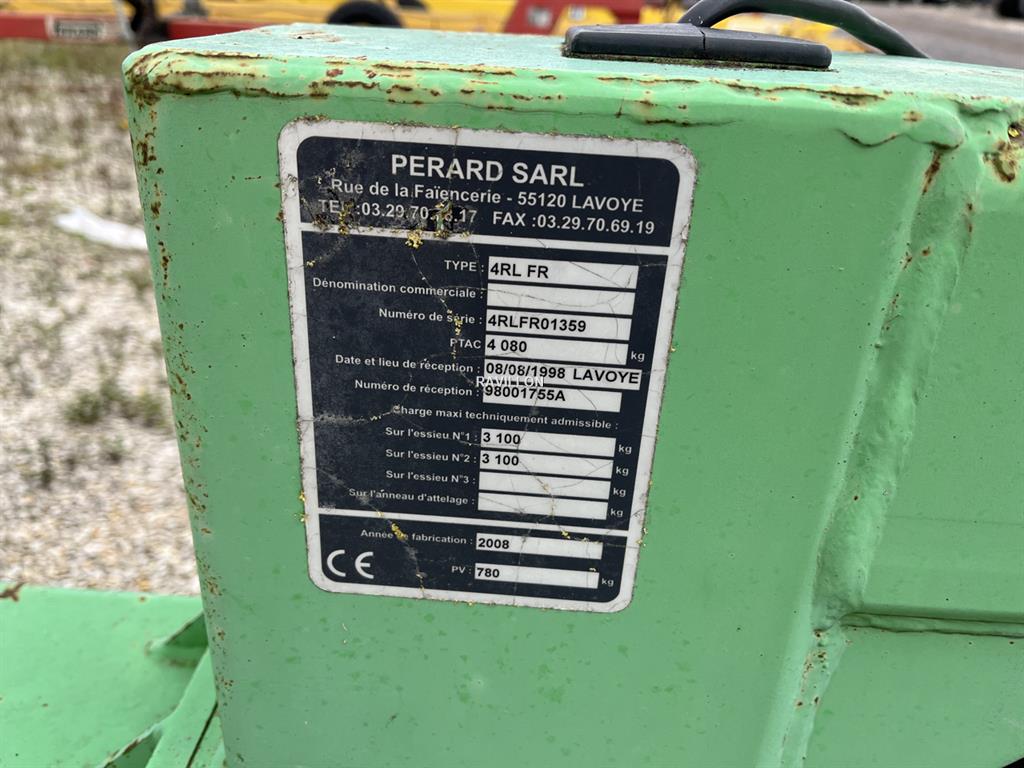 PERARD SARL
Rue de la Faïencerie - 55120 LAVOYE
FAX :03.29.70.69.19
TYPE : 4RL FR
Dénomination commerciale :
Numéro de série : 4RLFR01359
PTAC 4 080 kg
Date et lieu de réception : 08/08/1998 LAVOYE
RAVILLON
Numéro de réception : 98001755A
Charge maxi techniquement admissible :
Sur l'essieu N°1 : 3 100 kg
Sur l'essieu N°2 : 3 100 kg
Sur l'essieu N°3 : kg
Sur l'anneau d'attelage : kg
Année de fabrication : 2008
CE PV : 780 kg